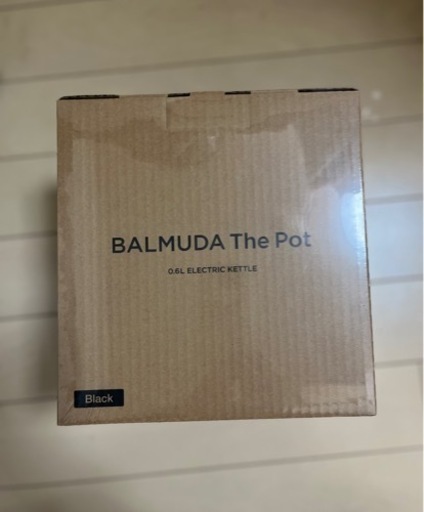 BALMUDA The Pot
0.6L ELECTRIC KETTLE
Black